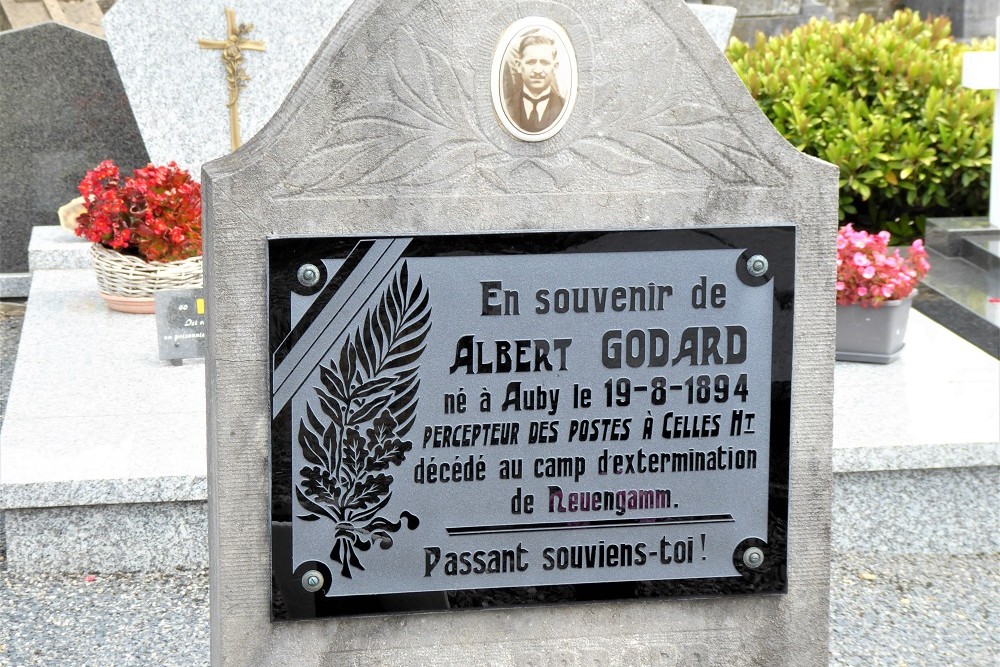 En souvenir de
ALBERT GODARD
né à Auby le 19-8-1894
PERCEPTEUR DES POSTES À CELLES HT
décédé au camp d'extermination
de Neuengamm.
Passant souviens-toi !